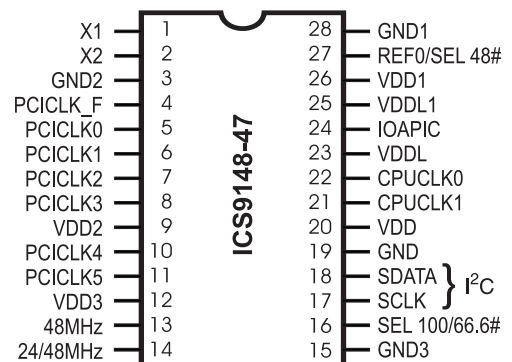 X1 1 28 GND1
X2 2 27 REF0/SEL 48#
GND2 3 26 VDD1
PCICLK_F 4 25 VDDL1
PCICLK0 5 24 IOAPIC
PCICLK1 6 23 VDDL
PCICLK2 7 22 CPUCLK0
PCICLK3 8 21 CPUCLK1
VDD2 9 20 VDD
PCICLK4 10 19 GND
PCICLK5 11 18 SDATA
VDD3 12 17 SCLK
} I²C
48MHz 13 16 SEL 100/66.6#
24/48MHz 14 15 GND3
ICS9148-47